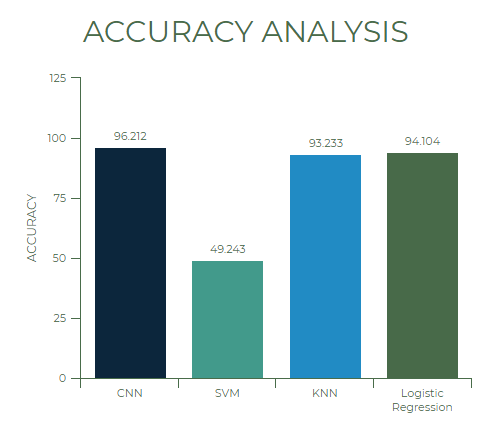 ACCURACY ANALYSIS
125
100
75
50
25
0
ACCURACY
96.212
49.243
93.233
94.104
CNN
SVM
KNN
Logistic
Regression